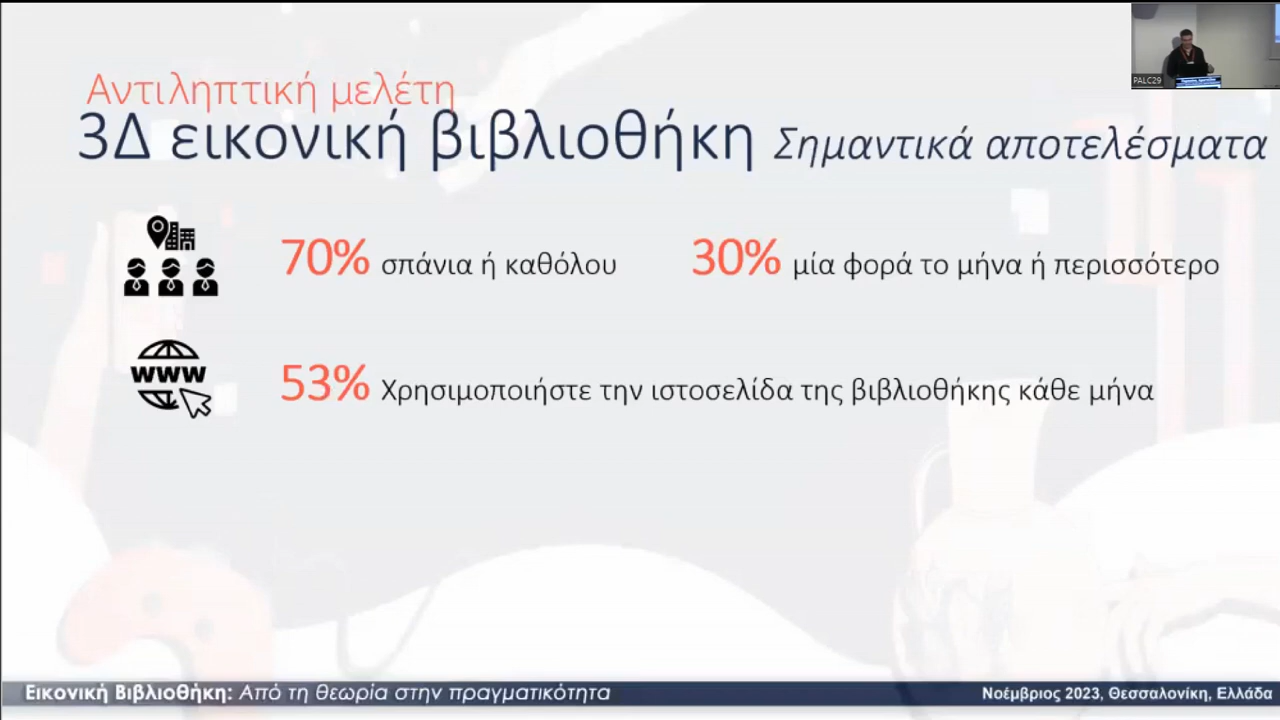 Αντιληπτική μελέτη
3Δ εικονική βιβλιοθήκη Σημαντικά αποτελέσματα
70% σπάνια ή καθόλου 30% μία φορά το μήνα ή περισσότερο
www
53% Χρησιμοποιήστε την ιστοσελίδα της βιβλιοθήκης κάθε μήνα
Εικονική Βιβλιοθήκη: Από τη θεωρία στην πραγματικότητα
Νοέμβριος 2023, Θεσσαλονίκη, Ελλάδα
PALC29